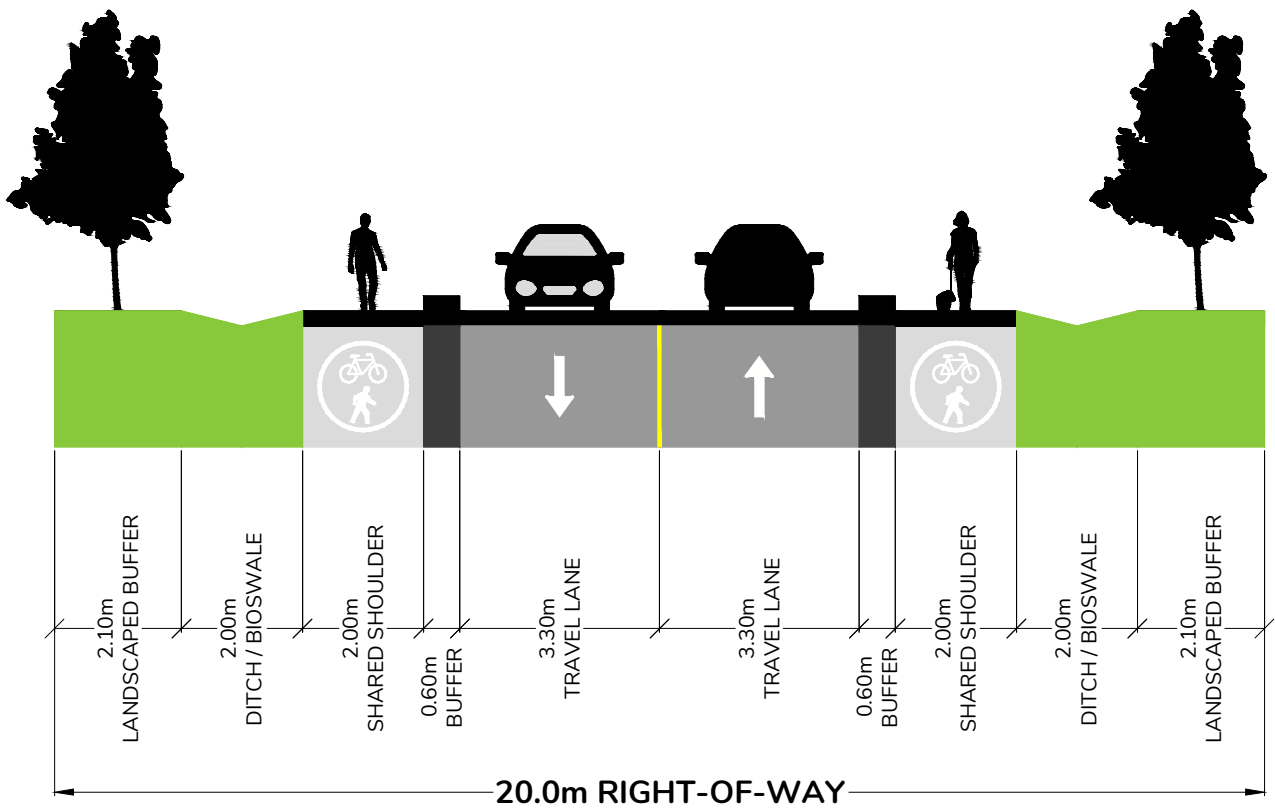 2.10m
LANDSCAPED BUFFER
2.00m
DITCH / BIOSWALE
2.00m
SHARED SHOULDER
0.60m
BUFFER
3.30m
TRAVEL LANE
3.30m
TRAVEL LANE
0.60m
BUFFER
2.00m
SHARED SHOULDER
2.00m
DITCH / BIOSWALE
2.10m
LANDSCAPED BUFFER
20.0m RIGHT-OF-WAY